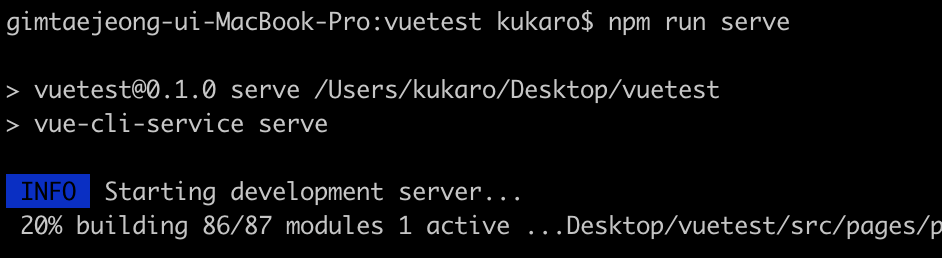 gimtaejeong-ui-MacBook-Pro:vuetest kukaro$ npm run serve
> vuetest@0.1.0 serve /Users/kukaro/Desktop/vuetest
> vue-cli-service serve
INFO Starting development server...
20% building 86/87 modules 1 active ...Desktop/vuetest/src/pages/p